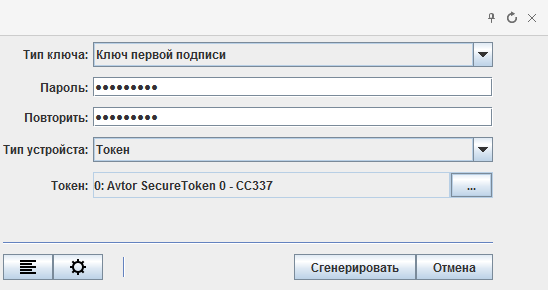 Тип ключа: Ключ первой подписи
Пароль: •••••••••
Повторить: •••••••••
Тип устройста: Токен
Токен: 0: Avtor SecureToken 0 - CC337 ...
Сгенерировать Отмена